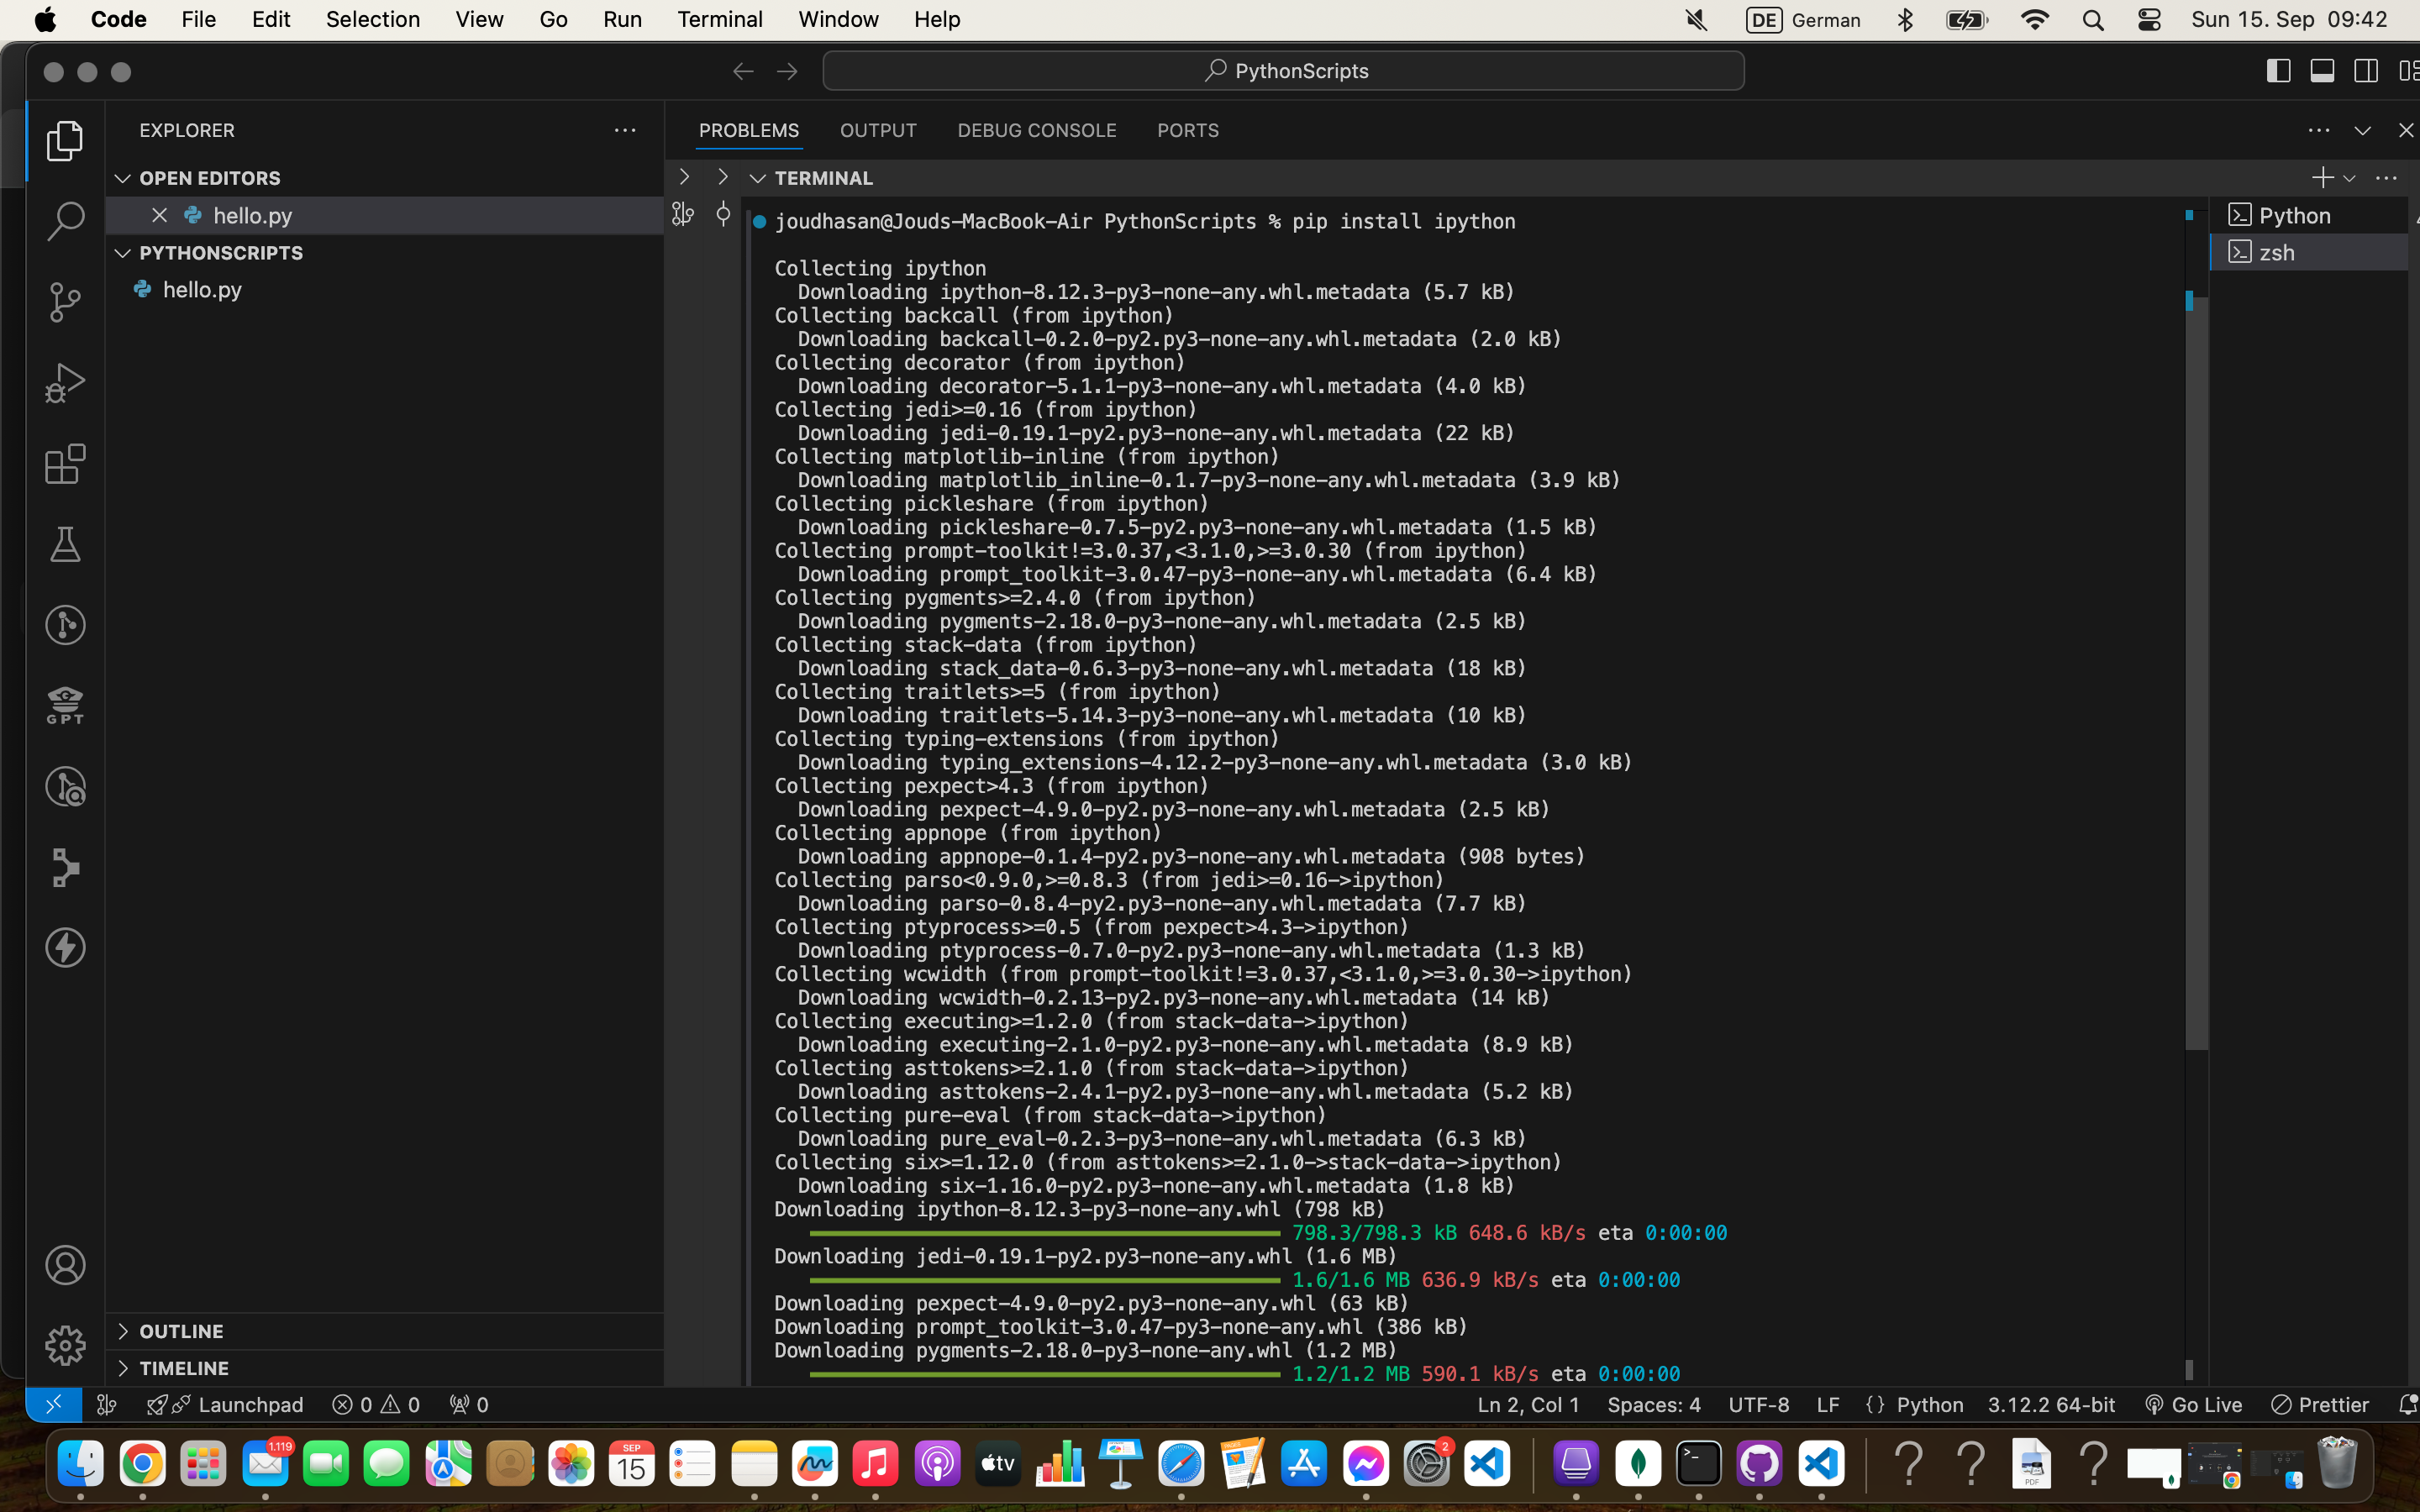 Code File Edit Selection View Go Run Terminal Window Help DE German Sun 15. Sep 09:42
PythonScripts
EXPLORER
OPEN EDITORS
hello.py
PYTHONSCRIPTS
hello.py
OUTLINE
TIMELINE
PROBLEMS OUTPUT DEBUG CONSOLE PORTS
TERMINAL
joudhasan@Jouds-MacBook-Air PythonScripts % pip install ipython
Collecting ipython
Downloading ipython-8.12.3-py3-none-any.whl.metadata (5.7 kB)
Collecting backcall (from ipython)
Downloading backcall-0.2.0-py2.py3-none-any.whl.metadata (2.0 kB)
Collecting decorator (from ipython)
Downloading decorator-5.1.1-py3-none-any.whl.metadata (4.0 kB)
Collecting jedi>=0.16 (from ipython)
Downloading jedi-0.19.1-py2.py3-none-any.whl.metadata (22 kB)
Collecting matplotlib-inline (from ipython)
Downloading matplotlib_inline-0.1.7-py3-none-any.whl.metadata (3.9 kB)
Collecting pickleshare (from ipython)
Downloading pickleshare-0.7.5-py2.py3-none-any.whl.metadata (1.5 kB)
Collecting prompt-toolkit!=3.0.37,<3.1.0,>=3.0.30 (from ipython)
Downloading prompt_toolkit-3.0.47-py3-none-any.whl.metadata (6.4 kB)
Collecting pygments>=2.4.0 (from ipython)
Downloading pygments-2.18.0-py3-none-any.whl.metadata (2.5 kB)
Collecting stack-data (from ipython)
Downloading stack_data-0.6.3-py3-none-any.whl.metadata (18 kB)
Collecting traitlets>=5 (from ipython)
Downloading traitlets-5.14.3-py3-none-any.whl.metadata (10 kB)
Collecting typing-extensions (from ipython)
Downloading typing_extensions-4.12.2-py3-none-any.whl.metadata (3.0 kB)
Collecting pexpect>4.3 (from ipython)
Downloading pexpect-4.9.0-py2.py3-none-any.whl.metadata (2.5 kB)
Collecting appnope (from ipython)
Downloading appnope-0.1.4-py2.py3-none-any.whl.metadata (908 bytes)
Collecting parso<0.9.0,>=0.8.3 (from jedi>=0.16->ipython)
Downloading parso-0.8.4-py2.py3-none-any.whl.metadata (7.7 kB)
Collecting ptyprocess>=0.5 (from pexpect>4.3->ipython)
Downloading ptyprocess-0.7.0-py2.py3-none-any.whl.metadata (1.3 kB)
Collecting wcwidth (from prompt-toolkit!=3.0.37,<3.1.0,>=3.0.30->ipython)
Downloading wcwidth-0.2.13-py2.py3-none-any.whl.metadata (14 kB)
Collecting executing>=1.2.0 (from stack-data->ipython)
Downloading executing-2.1.0-py2.py3-none-any.whl.metadata (8.9 kB)
Collecting asttokens>=2.1.0 (from stack-data->ipython)
Downloading asttokens-2.4.1-py2.py3-none-any.whl.metadata (5.2 kB)
Collecting pure-eval (from stack-data->ipython)
Downloading pure_eval-0.2.3-py3-none-any.whl.metadata (6.3 kB)
Collecting six>=1.12.0 (from asttokens>=2.1.0->stack-data->ipython)
Downloading six-1.16.0-py2.py3-none-any.whl.metadata (1.8 kB)
Downloading ipython-8.12.3-py3-none-any.whl (798 kB)
798.3/798.3 kB 648.6 kB/s eta 0:00:00
Downloading jedi-0.19.1-py2.py3-none-any.whl (1.6 MB)
1.6/1.6 MB 636.9 kB/s eta 0:00:00
Downloading pexpect-4.9.0-py2.py3-none-any.whl (63 kB)
Downloading prompt_toolkit-3.0.47-py3-none-any.whl (386 kB)
Downloading pygments-2.18.0-py3-none-any.whl (1.2 MB)
1.2/1.2 MB 590.1 kB/s eta 0:00:00
Python
zsh
GPT
Launchpad 0 0 0 Ln 2, Col 1 Spaces: 4 UTF-8 LF {} Python 3.12.2 64-bit Go Live Prettier
1.119 SEP 15 tv 2 PDF